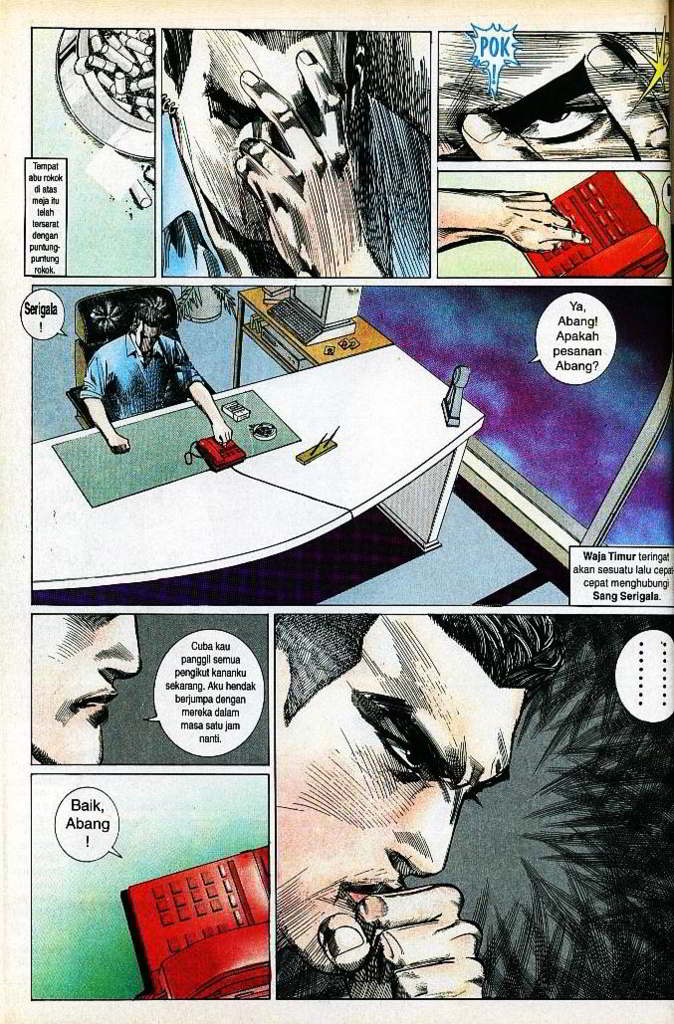 Tempat
abu rokok
di atas
meja itu
telah
tersarat
dengan
puntung-
puntung
rokok.
POK
!
Serigala
!
Ya,
Abang!
Apakah
pesanan
Abang?
Waja Timur teringat
akan sesuatu lalu cepat-
cepat menghubungi
Sang Serigala.
Cuba kau
panggil semua
pengikut kananku
sekarang. Aku hendak
berjumpa dengan
mereka dalam
masa satu jam
nanti.
Baik,
Abang
!